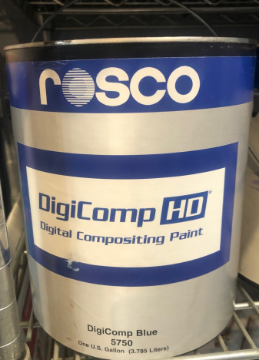 rosco
DigiComp HD
Digital Compositing Paint
DigiComp Blue
5750
One U.S. Gallon (3.785 Liters)